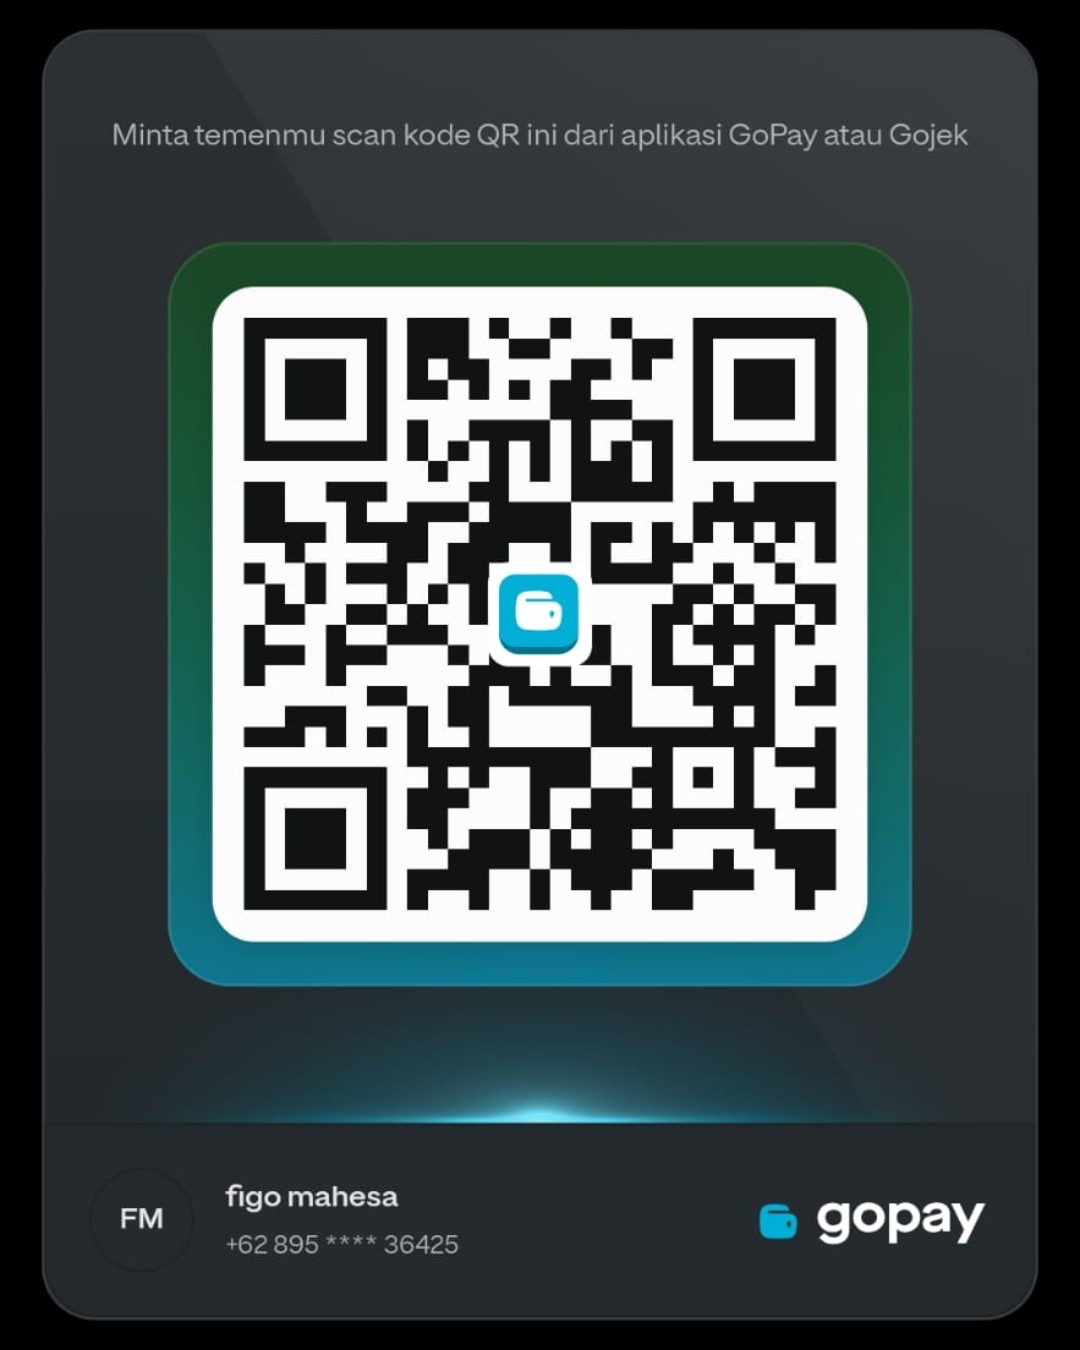 Minta temenmu scan kode QR ini dari aplikasi GoPay atau Gojek
FM
figo mahesa
+62 895 **** 36425
gopay